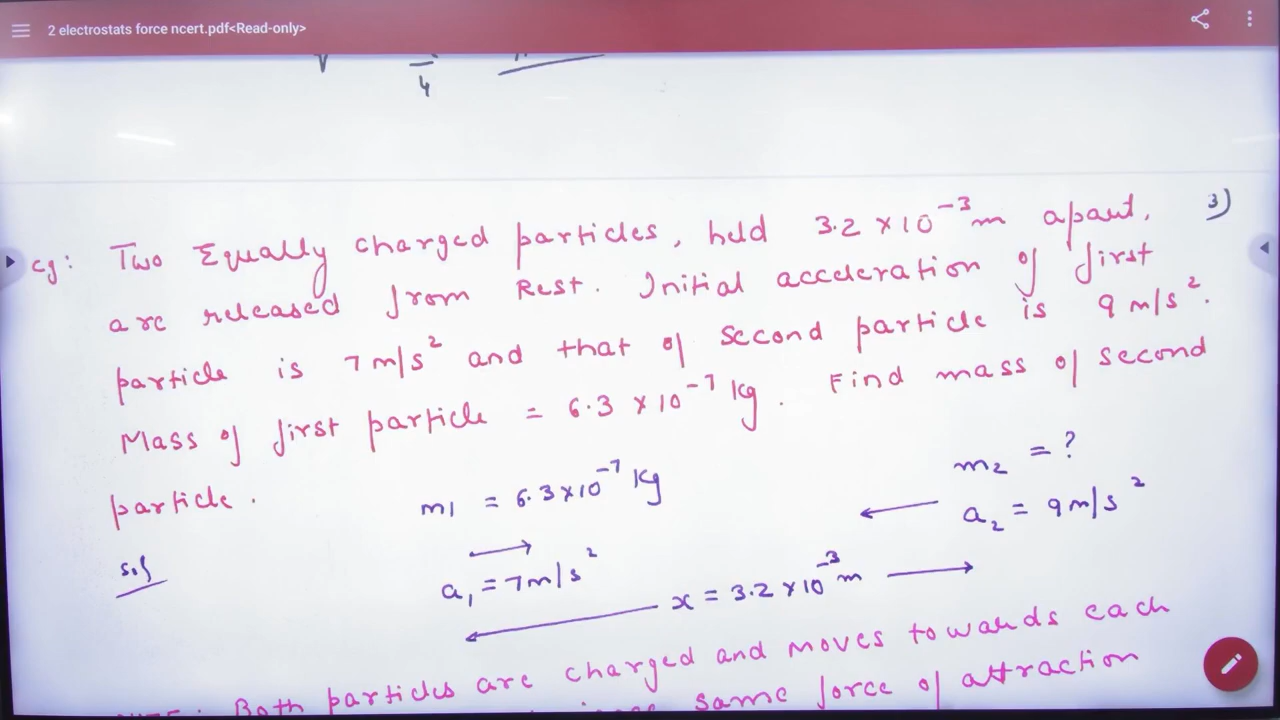 2 electrostats force ncert.pdf<Read-only>
4
3)
eg: Two Equally charged particles, held 3.2 × 10⁻³ m apart,
are released from Rest. Initial acceleration of first
particle is 7 m/s² and that of second particle is 9 m/s².
Mass of first particle = 6.3 × 10⁻⁷ Kg. Find mass of second
particle.
m1 = 6.3×10⁻⁷ Kg
m2 = ?
Sol
a₁ = 7m/s²
a₂ = 9m/s²
x = 3.2 × 10⁻³ m
Both particles are charged and moves towards each
same force of attraction